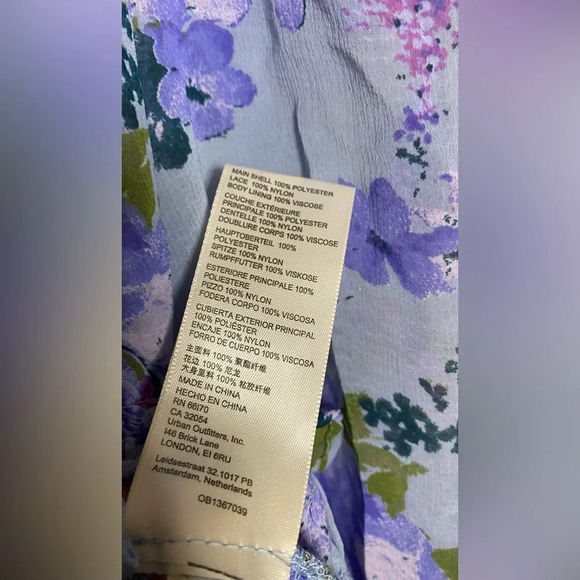 MAIN SHELL 100% POLYESTER
LACE 100% NYLON
BODY LINING 100% VISCOSE
COUCHE EXTÉRIEURE
PRINCIPALE 100% POLYESTER
DENTELLE 100% NYLON
DOUBLURE CORPS 100% VISCOSE
HAUPTOBERTEIL 100%
POLYESTER
SPITZE 100% NYLON
RUMPFFUTTER 100% VISKOSE
ESTERIORE PRINCIPALE 100%
POLIESTERE
PIZZO 100% NYLON
FODERA CORPO 100% VISCOSA
CUBIERTA EXTERIOR PRINCIPAL
100% POLIÉSTER
ENCAJE 100% NYLON
FORRO DE CUERPO 100% VISCOSA
主面料 100% 聚酯纤维
花边 100% 尼龙
大身里料 100% 粘胶纤维
MADE IN CHINA
HECHO EN CHINA
RN 66170
CA 32054
Urban Outfitters, Inc.
146 Brick Lane
LONDON, E1 6RU
Leidsestraat 32, 1017 PB
Amsterdam, Netherlands
OB1367039